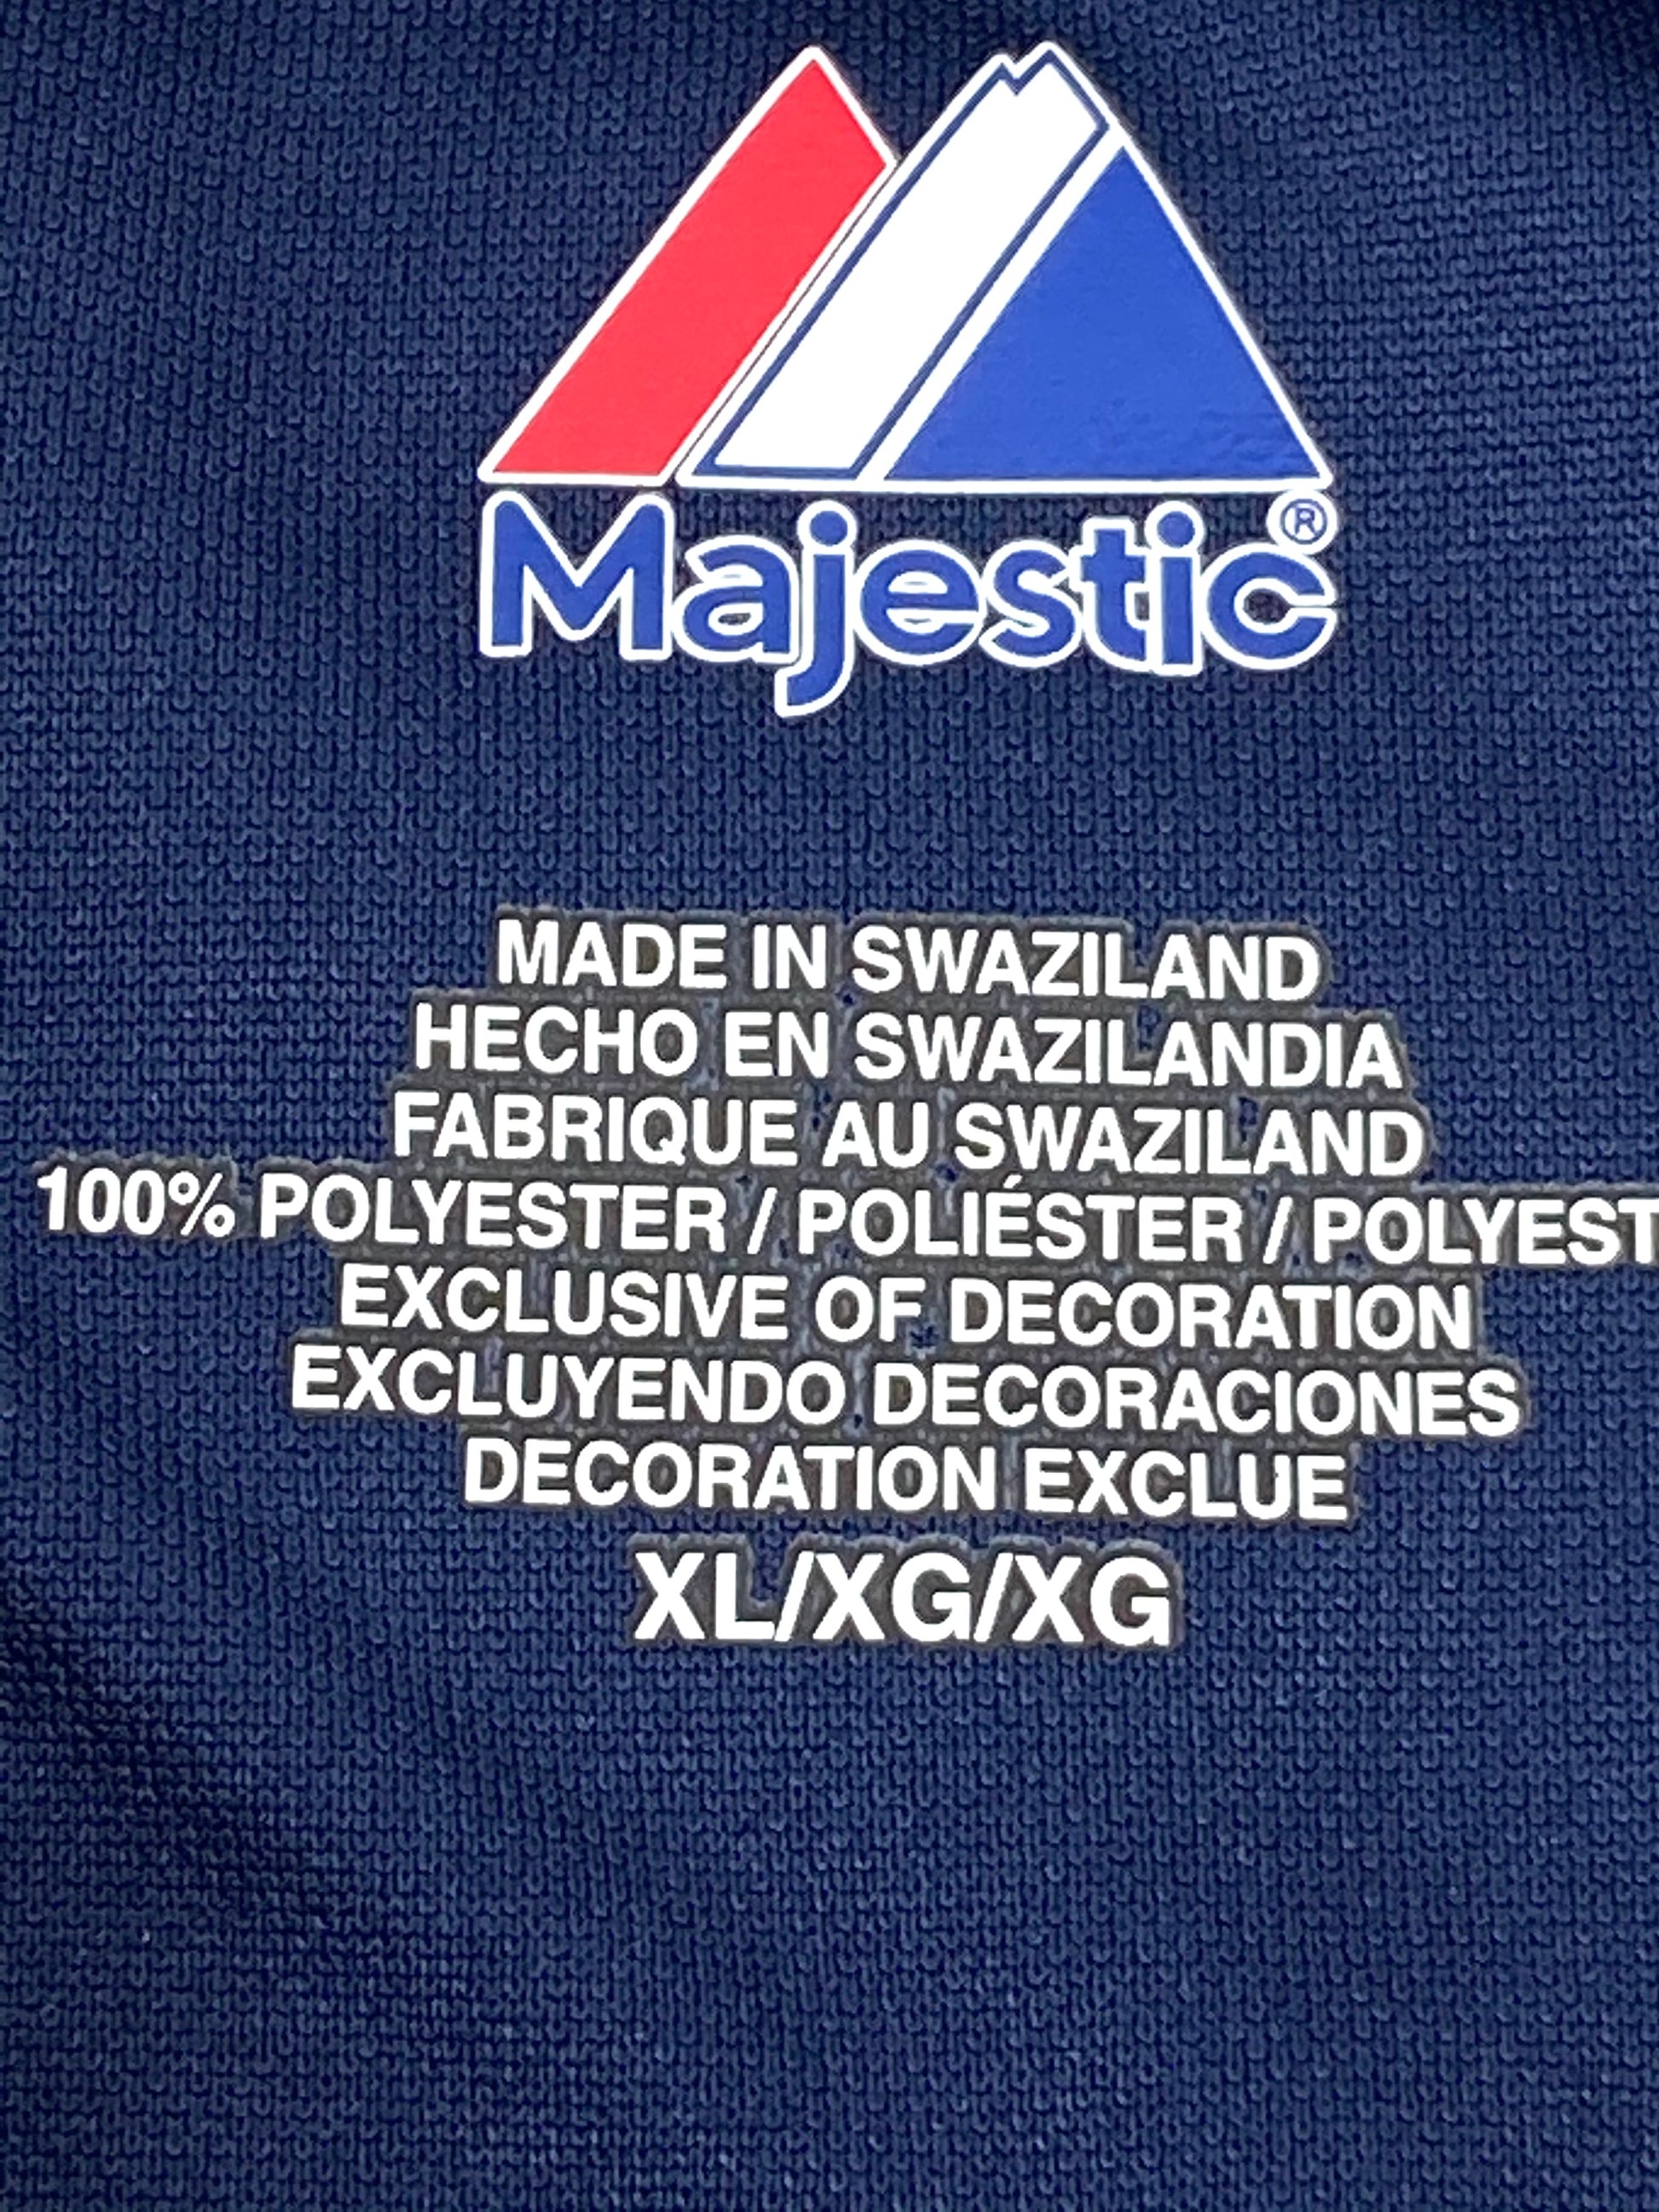 Majestic®
MADE IN SWAZILAND
HECHO EN SWAZILANDIA
FABRIQUE AU SWAZILAND
100% POLYESTER / POLIÉSTER / POLYEST
EXCLUSIVE OF DECORATION
EXCLUYENDO DECORACIONES
DECORATION EXCLUE
XL/XG/XG